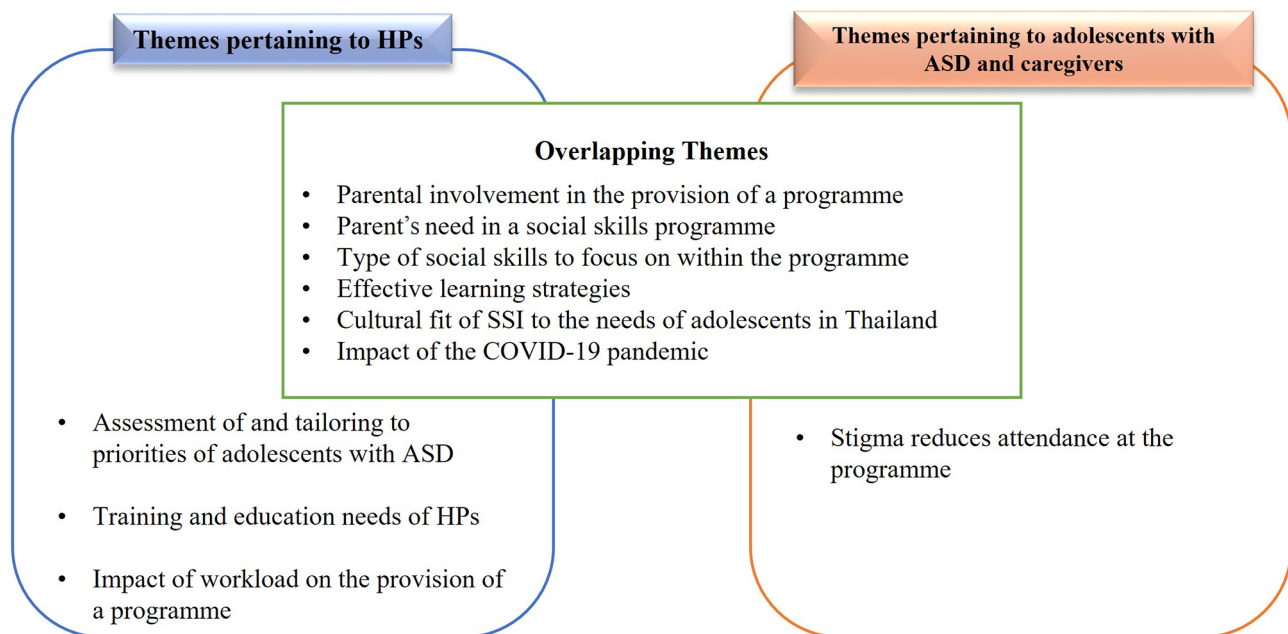 Themes pertaining to HPs
Themes pertaining to adolescents with
ASD and caregivers
Overlapping Themes
• Parental involvement in the provision of a programme
• Parent's need in a social skills programme
• Type of social skills to focus on within the programme
• Effective learning strategies
• Cultural fit of SSI to the needs of adolescents in Thailand
• Impact of the COVID-19 pandemic
• Assessment of and tailoring to
priorities of adolescents with ASD
• Training and education needs of HPs
• Impact of workload on the provision of
a programme
• Stigma reduces attendance at the
programme